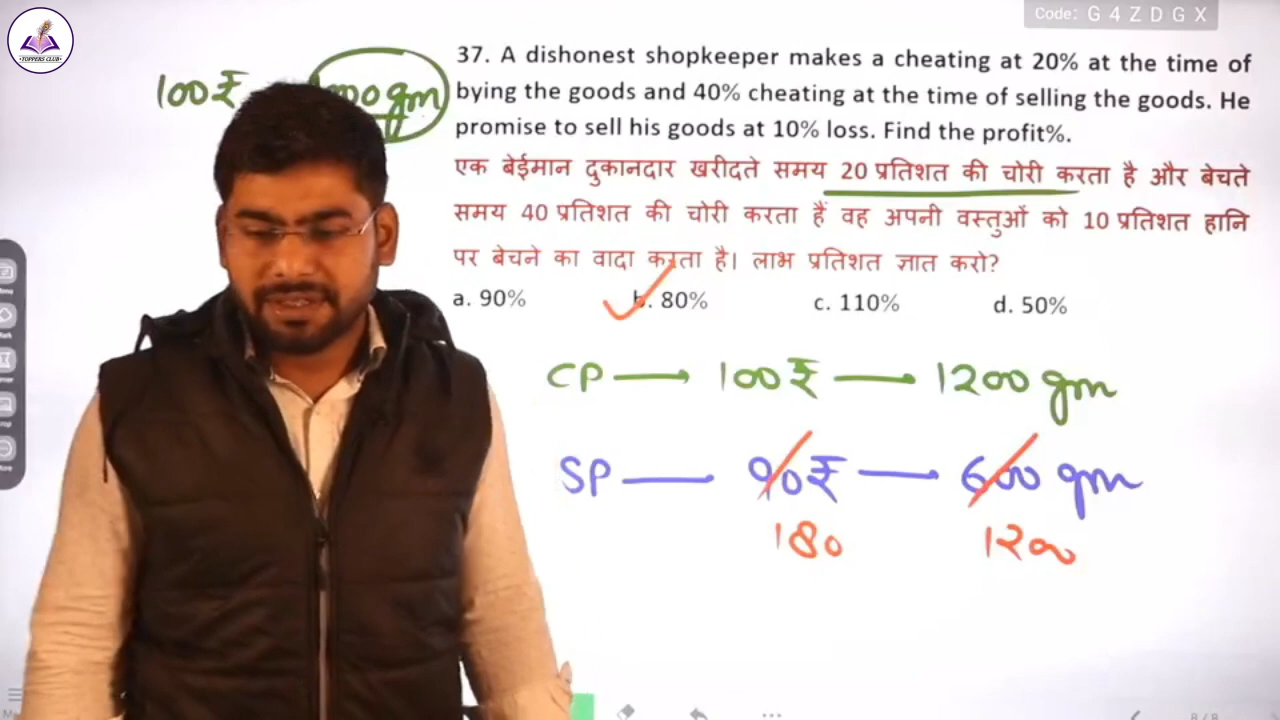 Code: G 4 Z D G X
TOPPERS CLUB
37. A dishonest shopkeeper makes a cheating at 20% at the time of
bying the goods and 40% cheating at the time of selling the goods. He
promise to sell his goods at 10% loss. Find the profit%.
एक बेईमान दुकानदार खरीदते समय 20 प्रतिशत की चोरी करता है और बेचते
समय 40 प्रतिशत की चोरी करता हैं वह अपनी वस्तुओं को 10 प्रतिशत हानि
पर बेचने का वादा करता है। लाभ प्रतिशत ज्ञात करो?
a. 90% b. 80% c. 110% d. 50%
100₹ gm
CP 100₹ 1200 gm
SP 90₹ 600 gm
180 1200
8/8